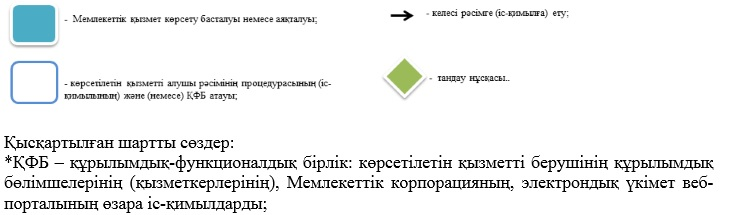 - Мемлекеттік қызмет көрсету басталуы немесе аяқталуы;
- келесі рәсімге (іс-қимылға) ету;
- көрсетілетін қызметті алушы рәсімінің процедурасының (іс-
қимылының) және (немесе) ҚФБ атауы;
- таңдау нұсқасы..
Қысқартылған шартты сөздер:
*ҚФБ – құрылымдық-функционалдық бірлік: көрсетілетін қызметті берушінің құрылымдық
бөлімшелерінің (қызметкерлерінің), Мемлекеттік корпорацияның, электрондық үкімет веб-
порталының өзара іс-қимылдарды;